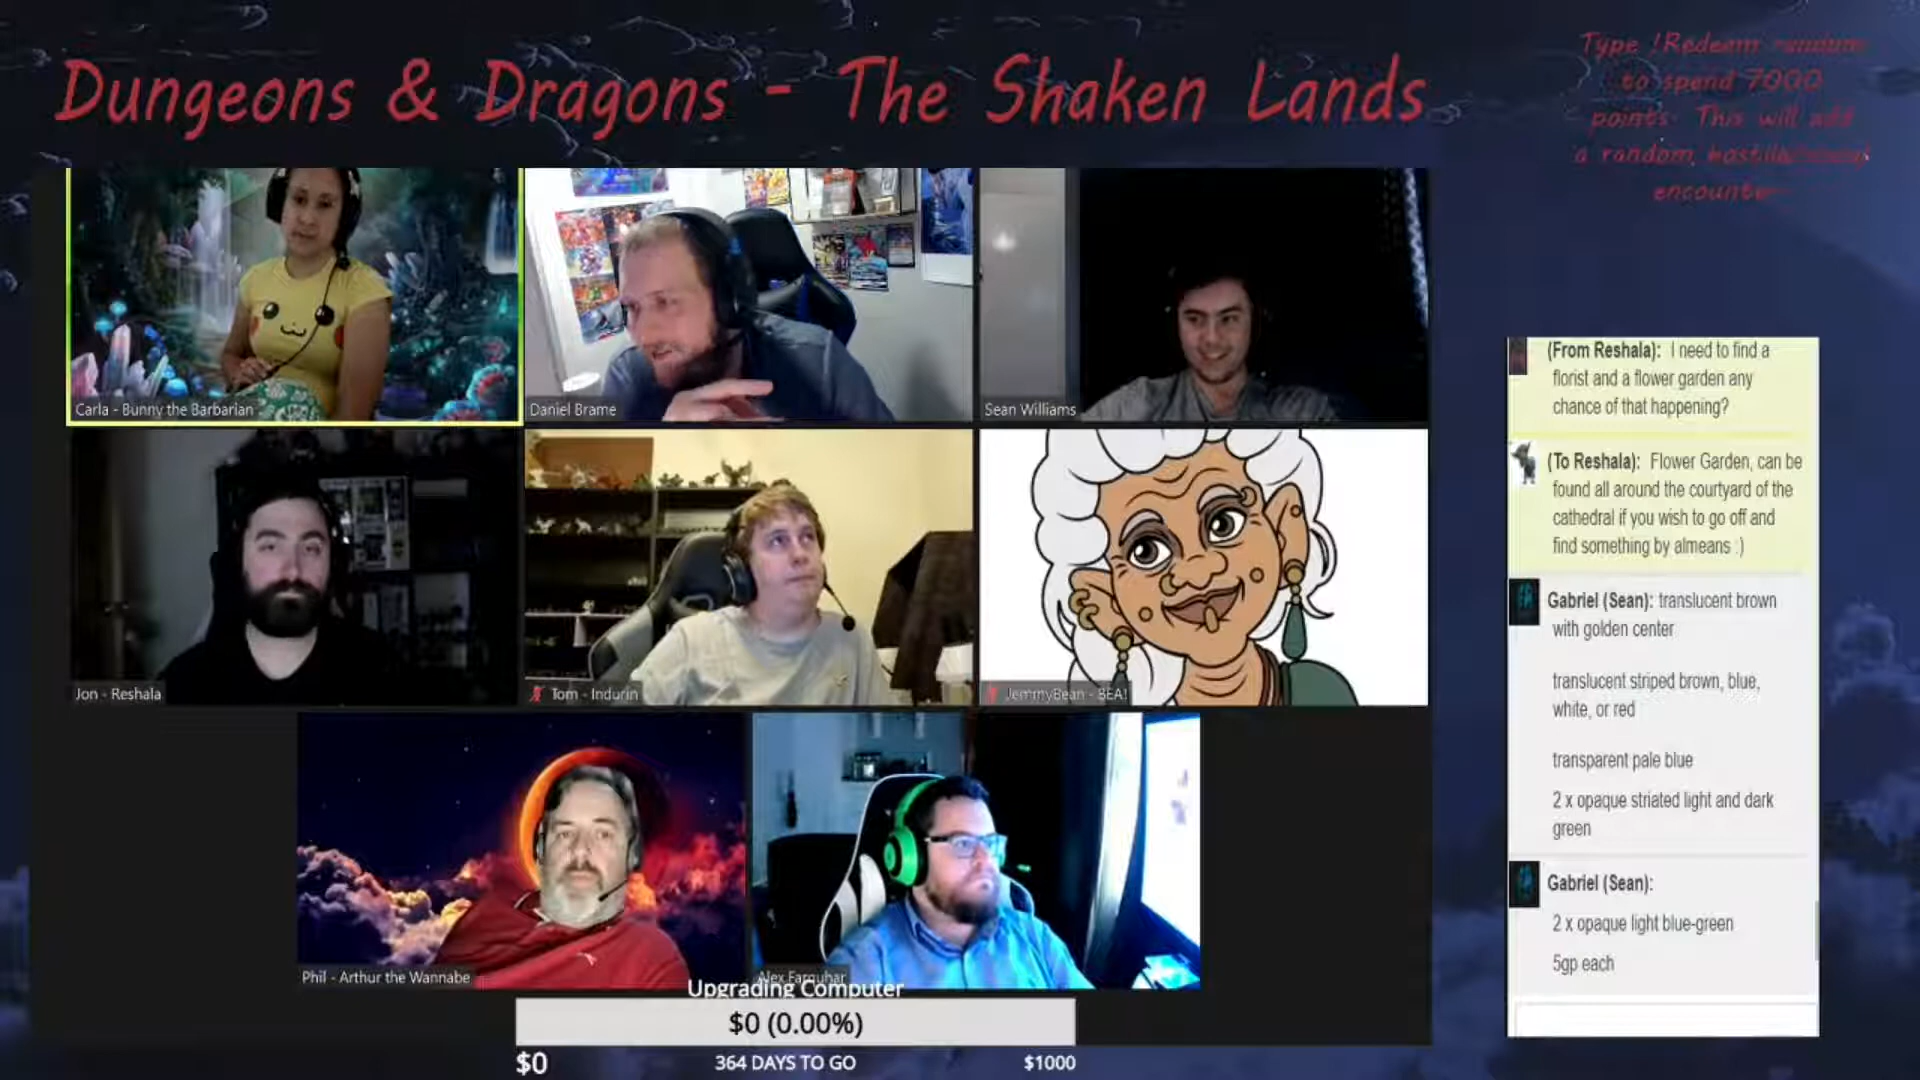 Dungeons & Dragons - The Shaken Lands
Type !Redeem random
to spend 7000
points. This will add
a random
encounter
Carla - Bunny the Barbarian
Daniel Brame
Sean Williams
Jon - Reshala
Tom - Indurin
JemmyBean - BEA!
Phil - Arthur the Wannabe
Alex Farquhar
(From Reshala): I need to find a
florist and a flower garden any
chance of that happening?
(To Reshala): Flower Garden, can be
found all around the courtyard of the
cathedral if you wish to go off and
find something by almeans :)
Gabriel (Sean): translucent brown
with golden center
translucent striped brown, blue,
white, or red
transparent pale blue
2 x opaque striated light and dark
green
Gabriel (Sean):
2 x opaque light blue-green
5gp each
Upgrading Computer
$0 (0.00%)
$0 364 DAYS TO GO $1000